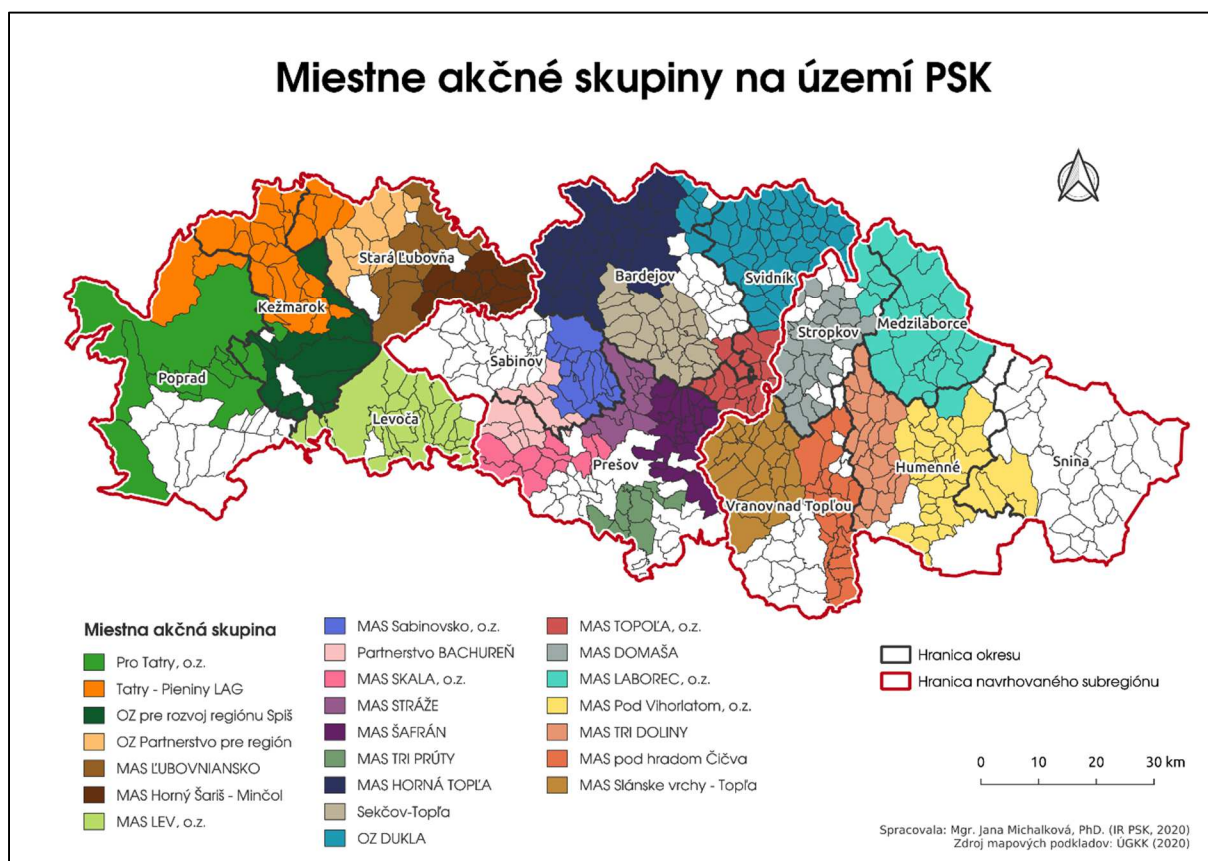 Miestne akčné skupiny na území PSK
Stará Ľubovňa
Bardejov
Svidník
Kežmarok
Stropkov
Medzilaborce
Sabinov
Poprad
Levoča
Prešov
Humenné
Snina
Vranov nad Topľou
Miestna akčná skupina
Pro Tatry, o.z.
Tatry - Pieniny LAG
OZ pre rozvoj regiónu Spiš
OZ Partnerstvo pre región
MAS ĽUBOVNIANSKO
MAS Horný Šariš - Minčol
MAS LEV, o.z.
MAS Sabinovsko, o.z.
Partnerstvo BACHUREŇ
MAS SKALA, o.z.
MAS STRÁŽE
MAS ŠAFRÁN
MAS TRI PRÚTY
MAS HORNÁ TOPĽA
Sekčov-Topľa
OZ DUKLA
MAS TOPOĽA, o.z.
MAS DOMAŠA
MAS LABOREC, o.z.
MAS Pod Vihorlatom, o.z.
MAS TRI DOLINY
MAS pod hradom Čičva
MAS Slánske vrchy - Topľa
Hranica okresu
Hranica navrhovaného subregiónu
0 10 20 30 km
Spracovala: Mgr. Jana Michalková, PhD. (IR PSK, 2020)
Zdroj mapových podkladov: ÚGKK (2020)